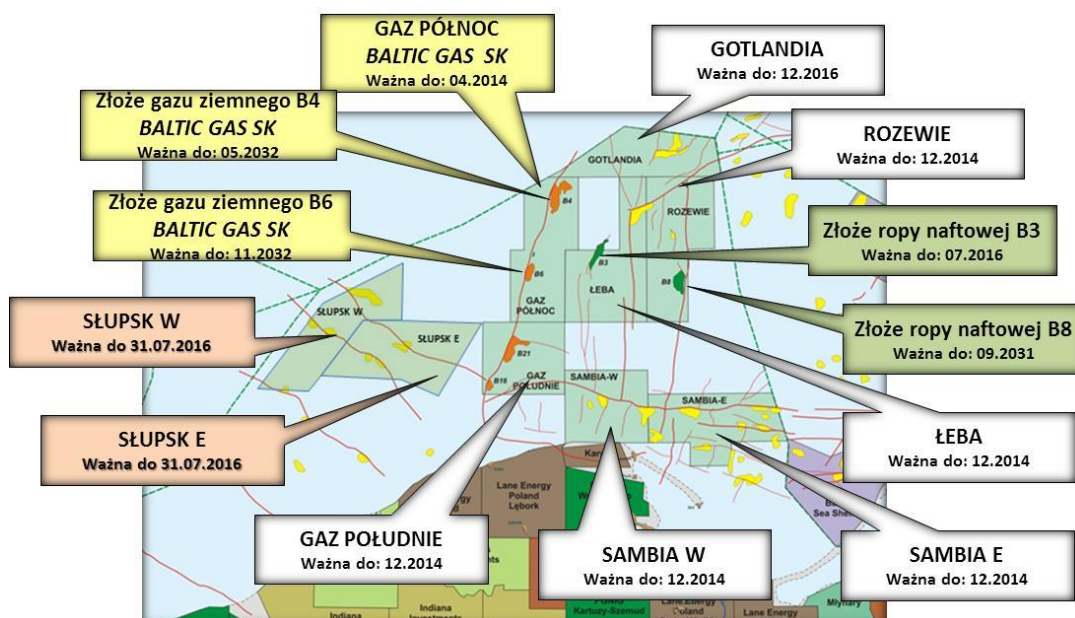 GAZ PÓŁNOC
BALTIC GAS SK
Ważna do: 04.2014
GOTLANDIA
Ważna do: 12.2016
Złoże gazu ziemnego B4
BALTIC GAS SK
Ważna do: 05.2032
ROZEWIE
Ważna do: 12.2014
Złoże gazu ziemnego B6
BALTIC GAS SK
Ważna do: 11.2032
Złoże ropy naftowej B3
Ważna do: 07.2016
SŁUPSK W
Ważna do 31.07.2016
Złoże ropy naftowej B8
Ważna do: 09.2031
SŁUPSK E
Ważna do 31.07.2016
ŁEBA
Ważna do: 12.2014
GAZ POŁUDNIE
Ważna do: 12.2014
SAMBIA W
Ważna do: 12.2014
SAMBIA E
Ważna do: 12.2014
GOTLANDIA
B4
ROZEWIE
B3
B6
B8
ŁEBA
GAZ
PÓŁNOC
SŁUPSK W
SŁUPSK E
B21
B16
GAZ
POŁUDNIE
SAMBIA-W
SAMBIA-E
Lane Energy
Poland
Lębork
Sea
Indiana
Indiana
Kartuzy-Szemud
Lane Energy
Poland
Lane Energy
Młynary